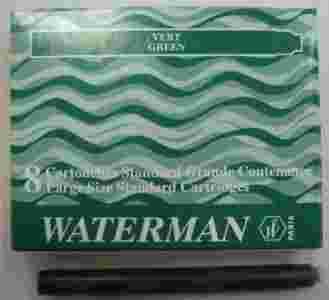 VERT
GREEN
8 Cartouches Standard Grande Contenance
Large Size Standard Cartridges
WATERMAN
PARIS